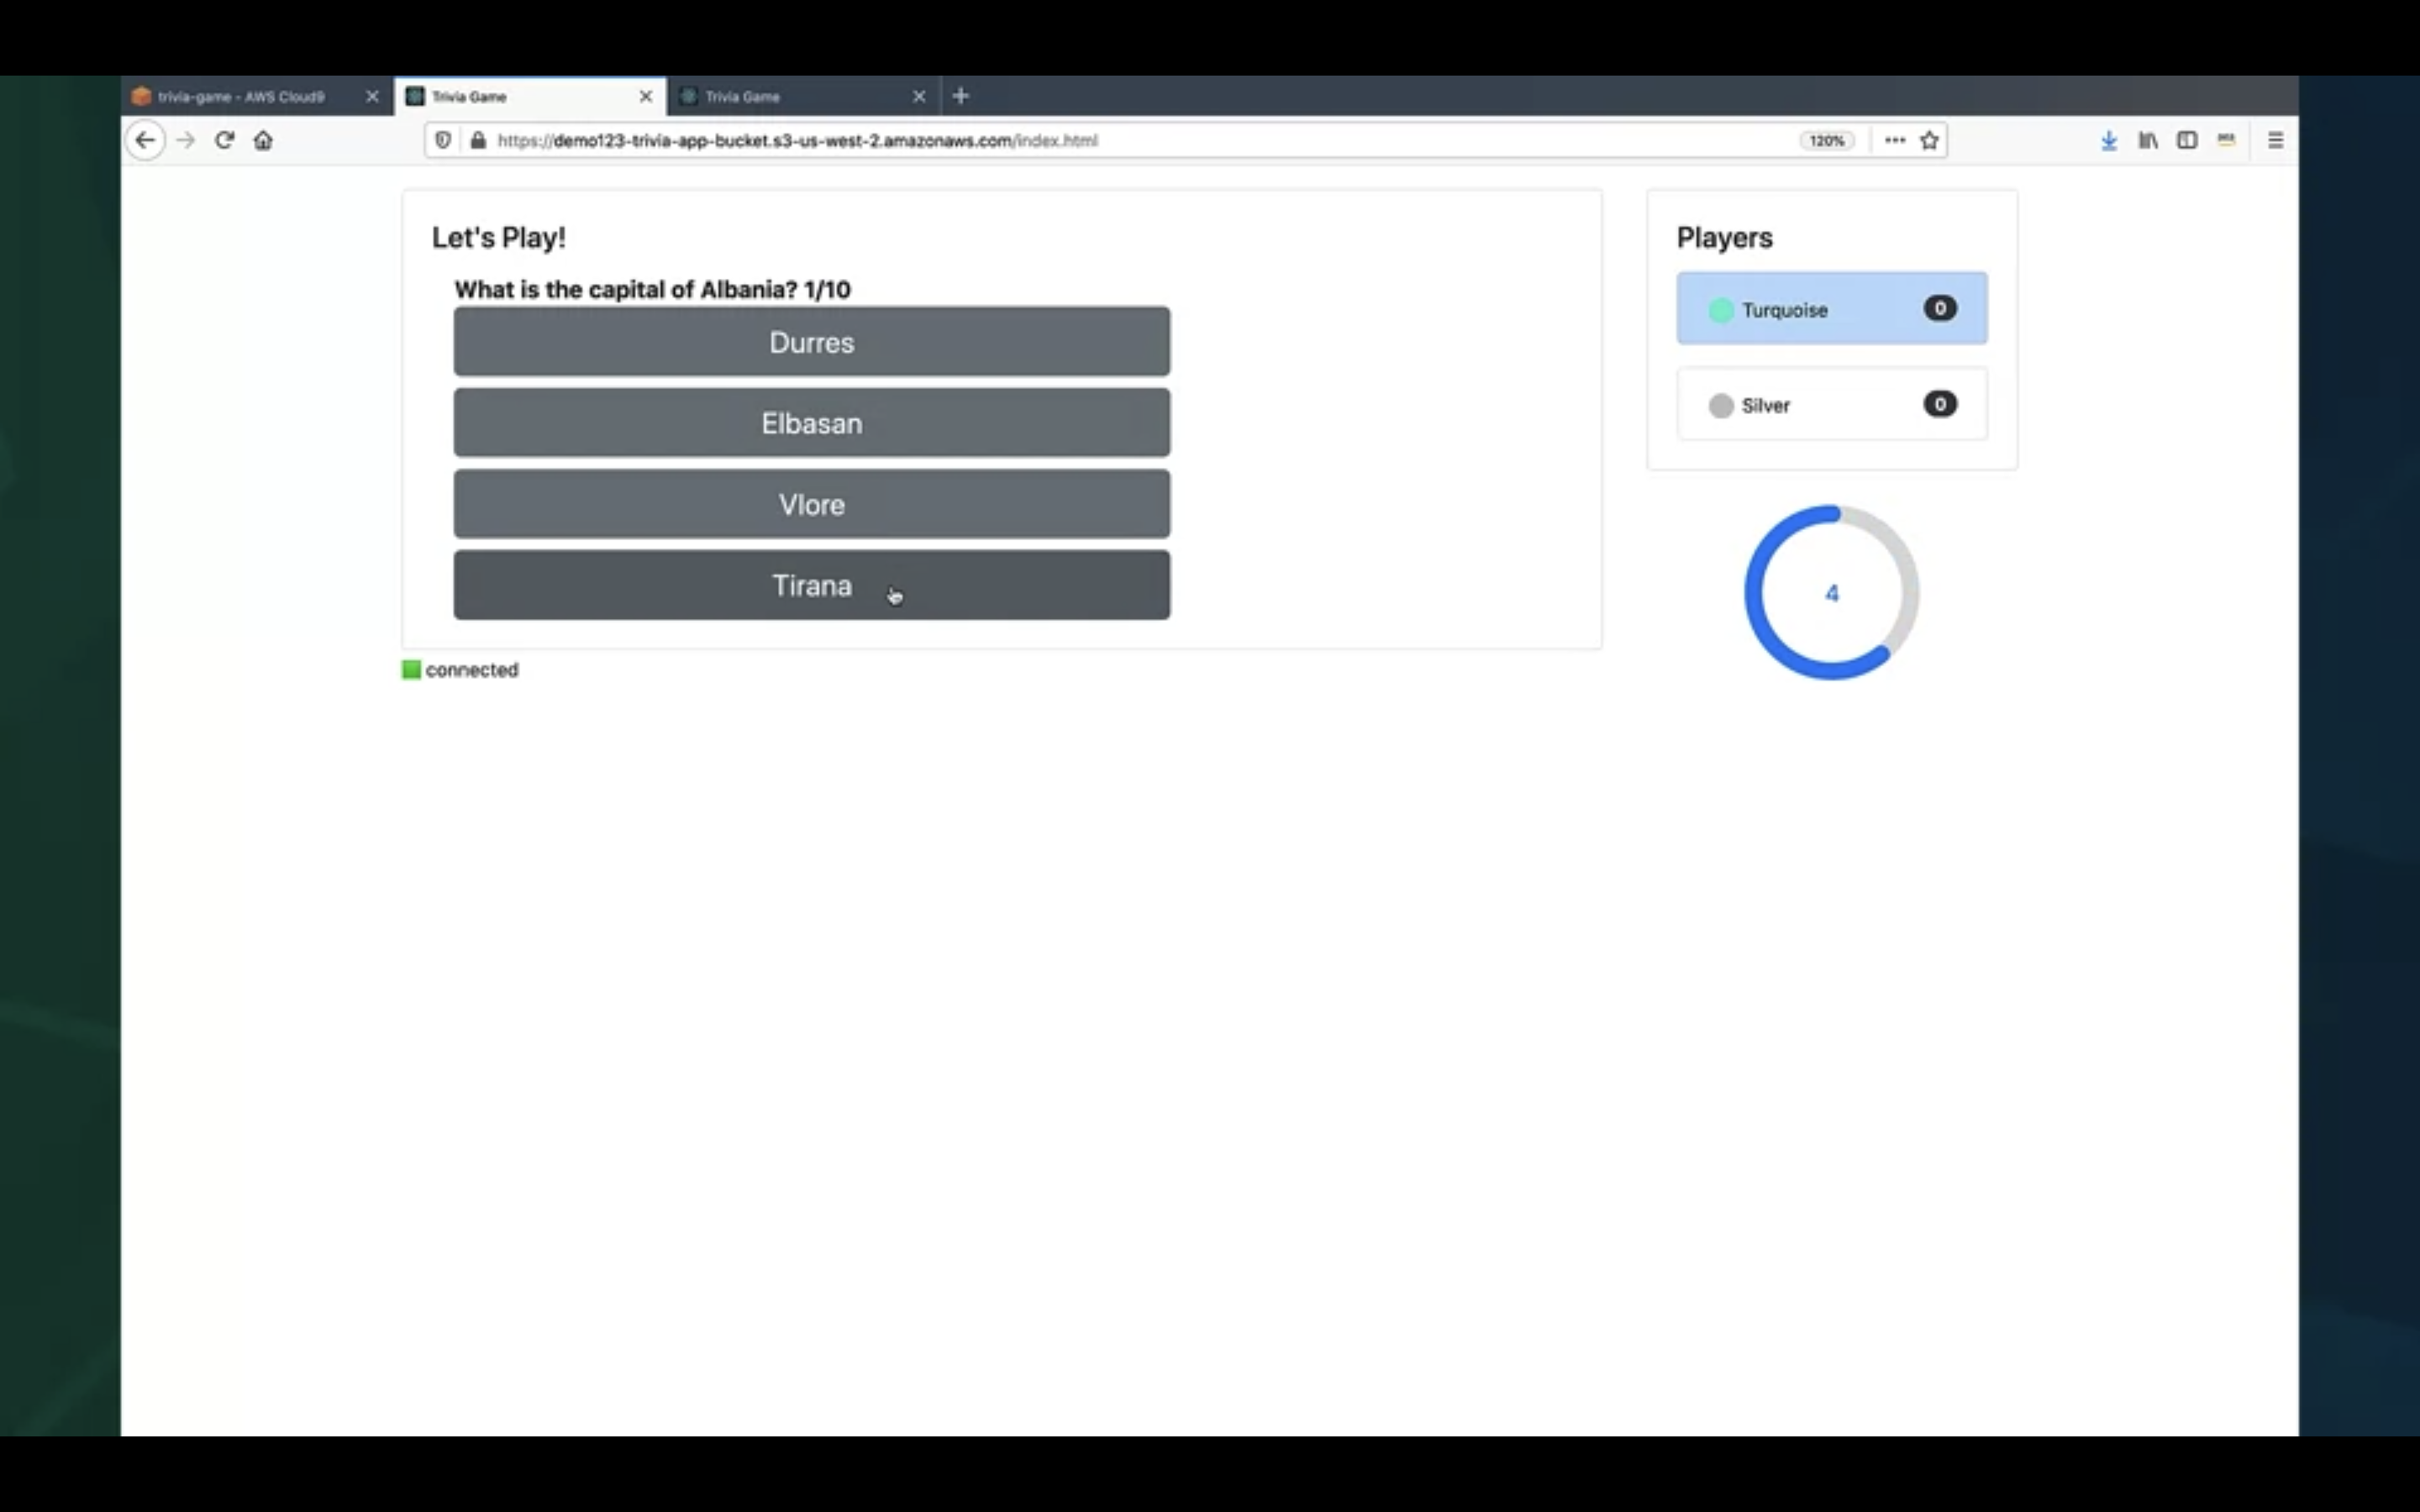 trivia-game - AWS Cloud9
Trivia Game
Trivia Game
https://demo123-trivia-app-bucket.s3-us-west-2.amazonaws.com/index.html
120%
Let's Play!
What is the capital of Albania? 1/10
Durres
Elbasan
Vlore
Tirana
connected
Players
Turquoise 0
Silver 0
4